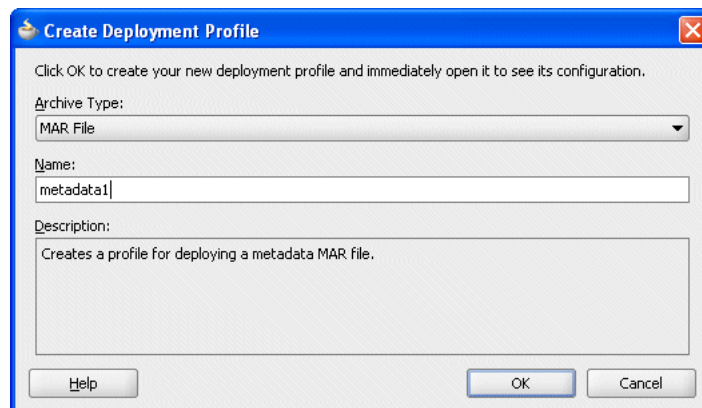 Create Deployment Profile
Click OK to create your new deployment profile and immediately open it to see its configuration.
Archive Type:
MAR File
Name:
metadata1
Description:
Creates a profile for deploying a metadata MAR file.
Help OK Cancel